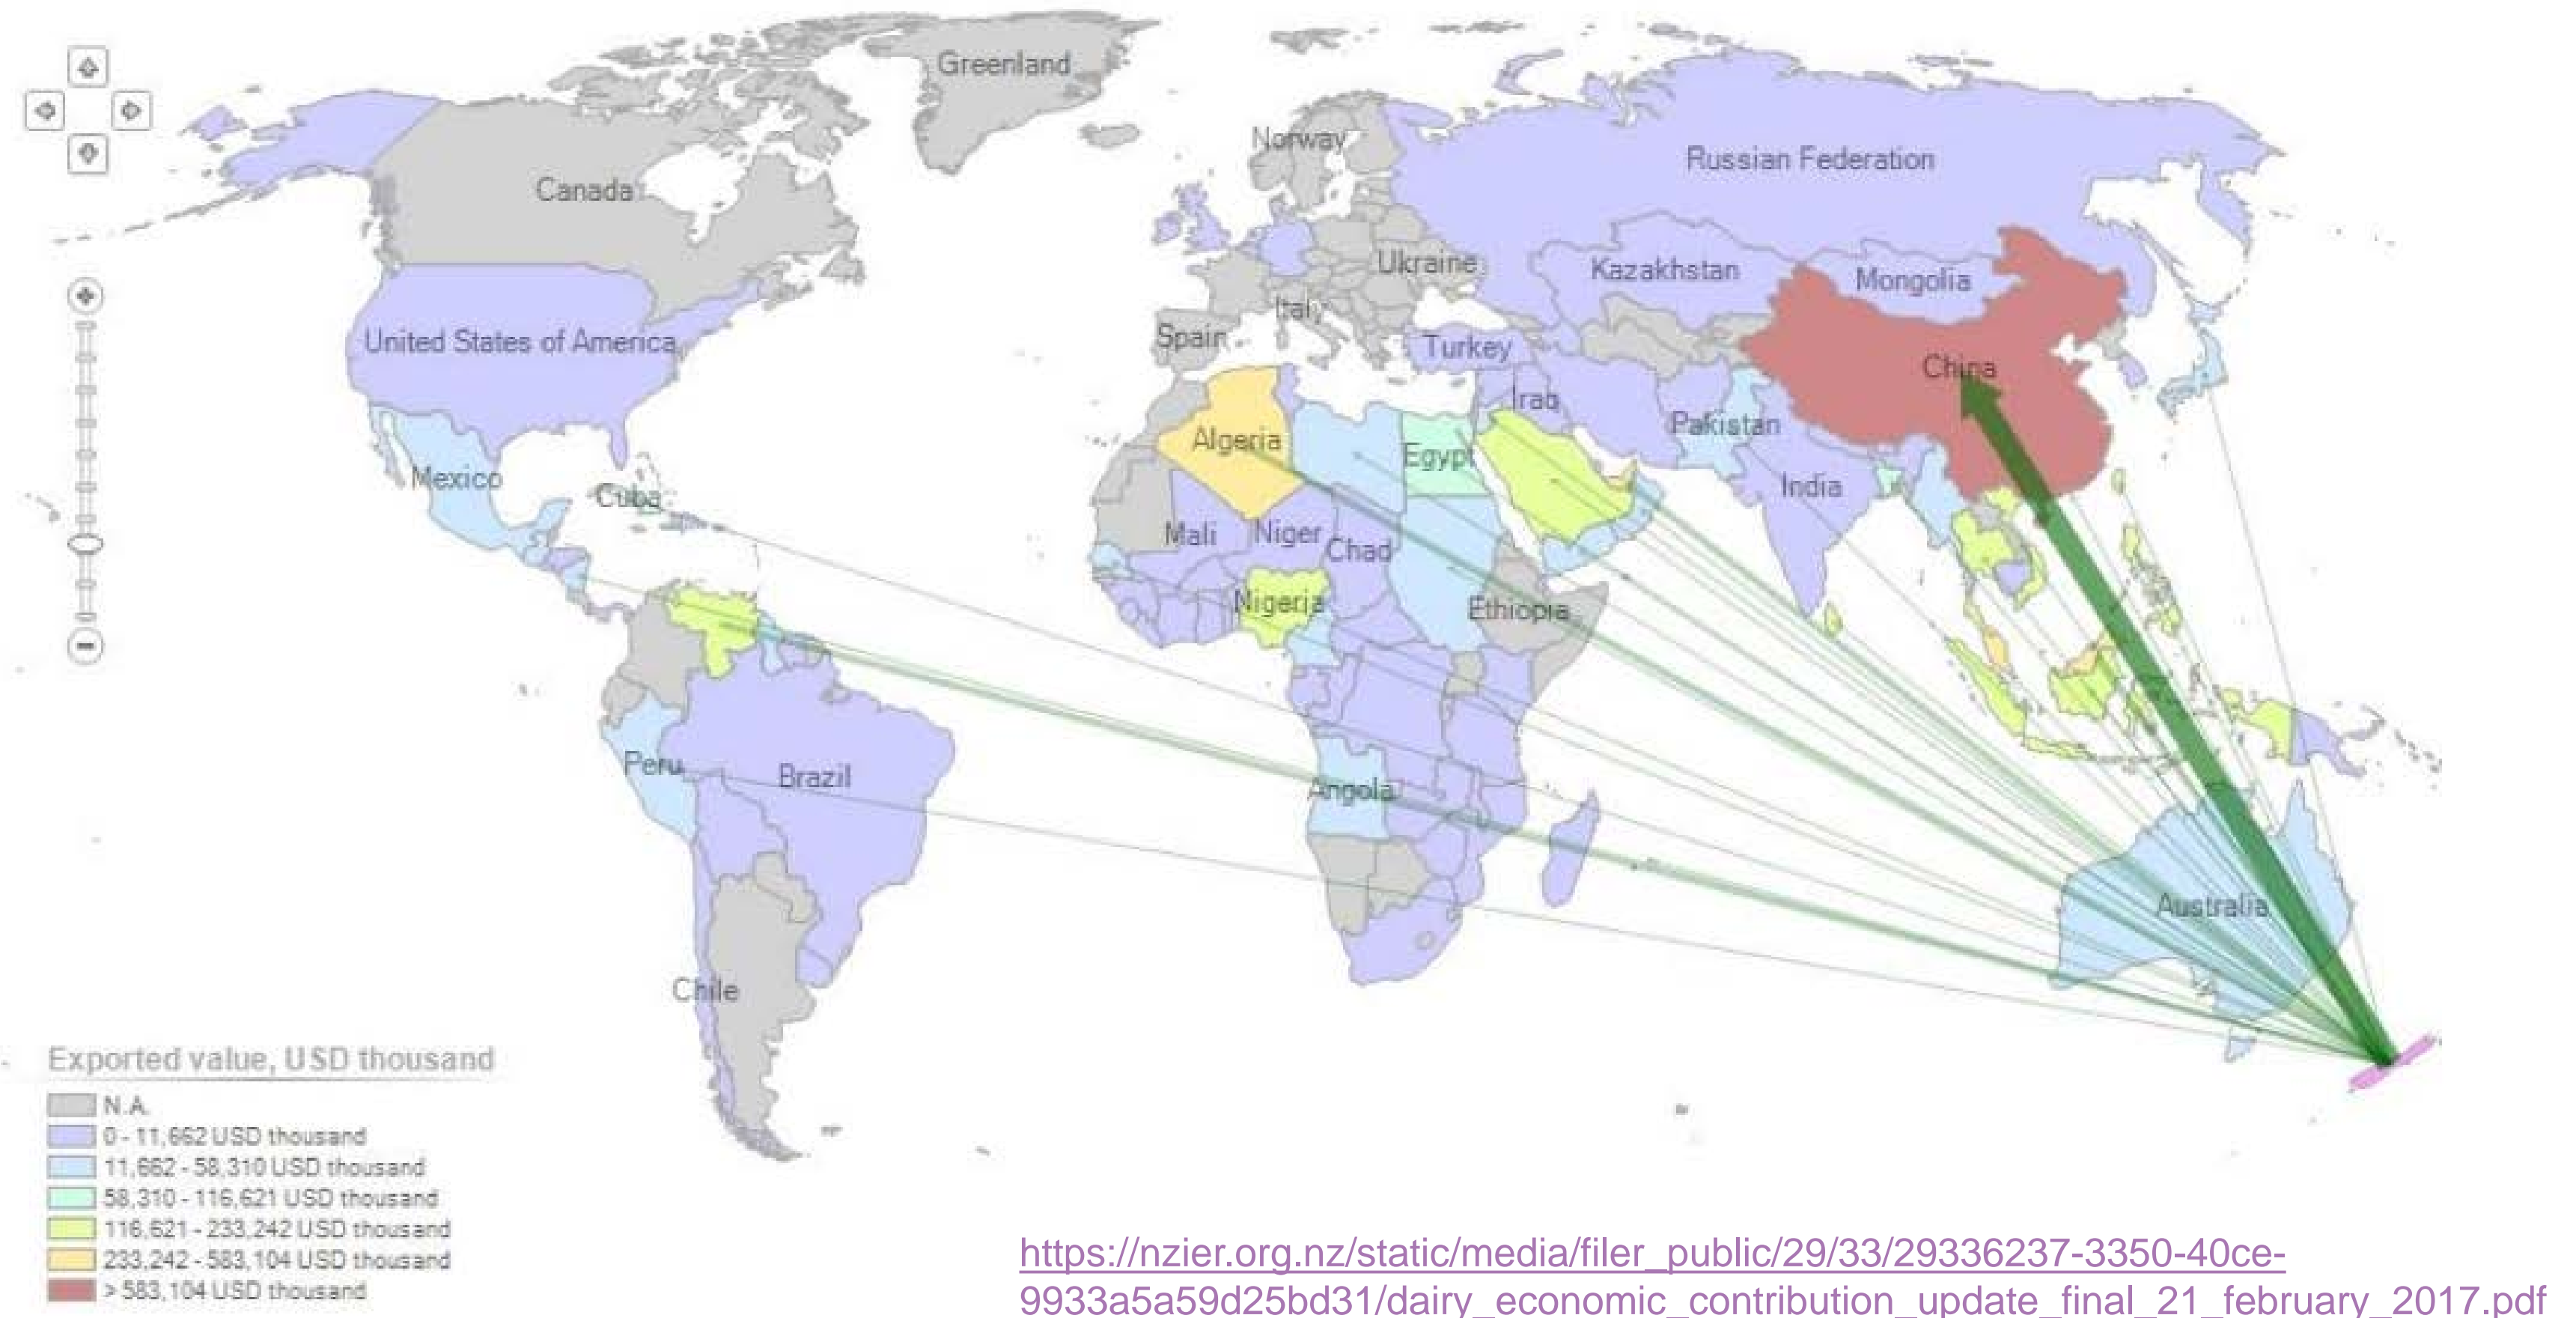 Greenland
Norway
Russian Federation
Canada
Ukraine
Kazakhstan
Mongolia
Italy
United States of America
Spain
Turkey
China
Iraq
Pakistan
Algeria
Egypt
Mexico
India
Cuba
Mali
Niger
Chad
Nigeria
Ethiopia
Peru
Brazil
Angola
Australia
Chile
Exported value, USD thousand
N.A.
0 - 11,662 USD thousand
11,662 - 58,310 USD thousand
58,310 - 116,621 USD thousand
116,621 - 233,242 USD thousand
233,242 - 583,104 USD thousand
> 583,104 USD thousand
https://nzier.org.nz/static/media/filer_public/29/33/29336237-3350-40ce-
9933a5a59d25bd31/dairy_economic_contribution_update_final_21_february_2017.pdf